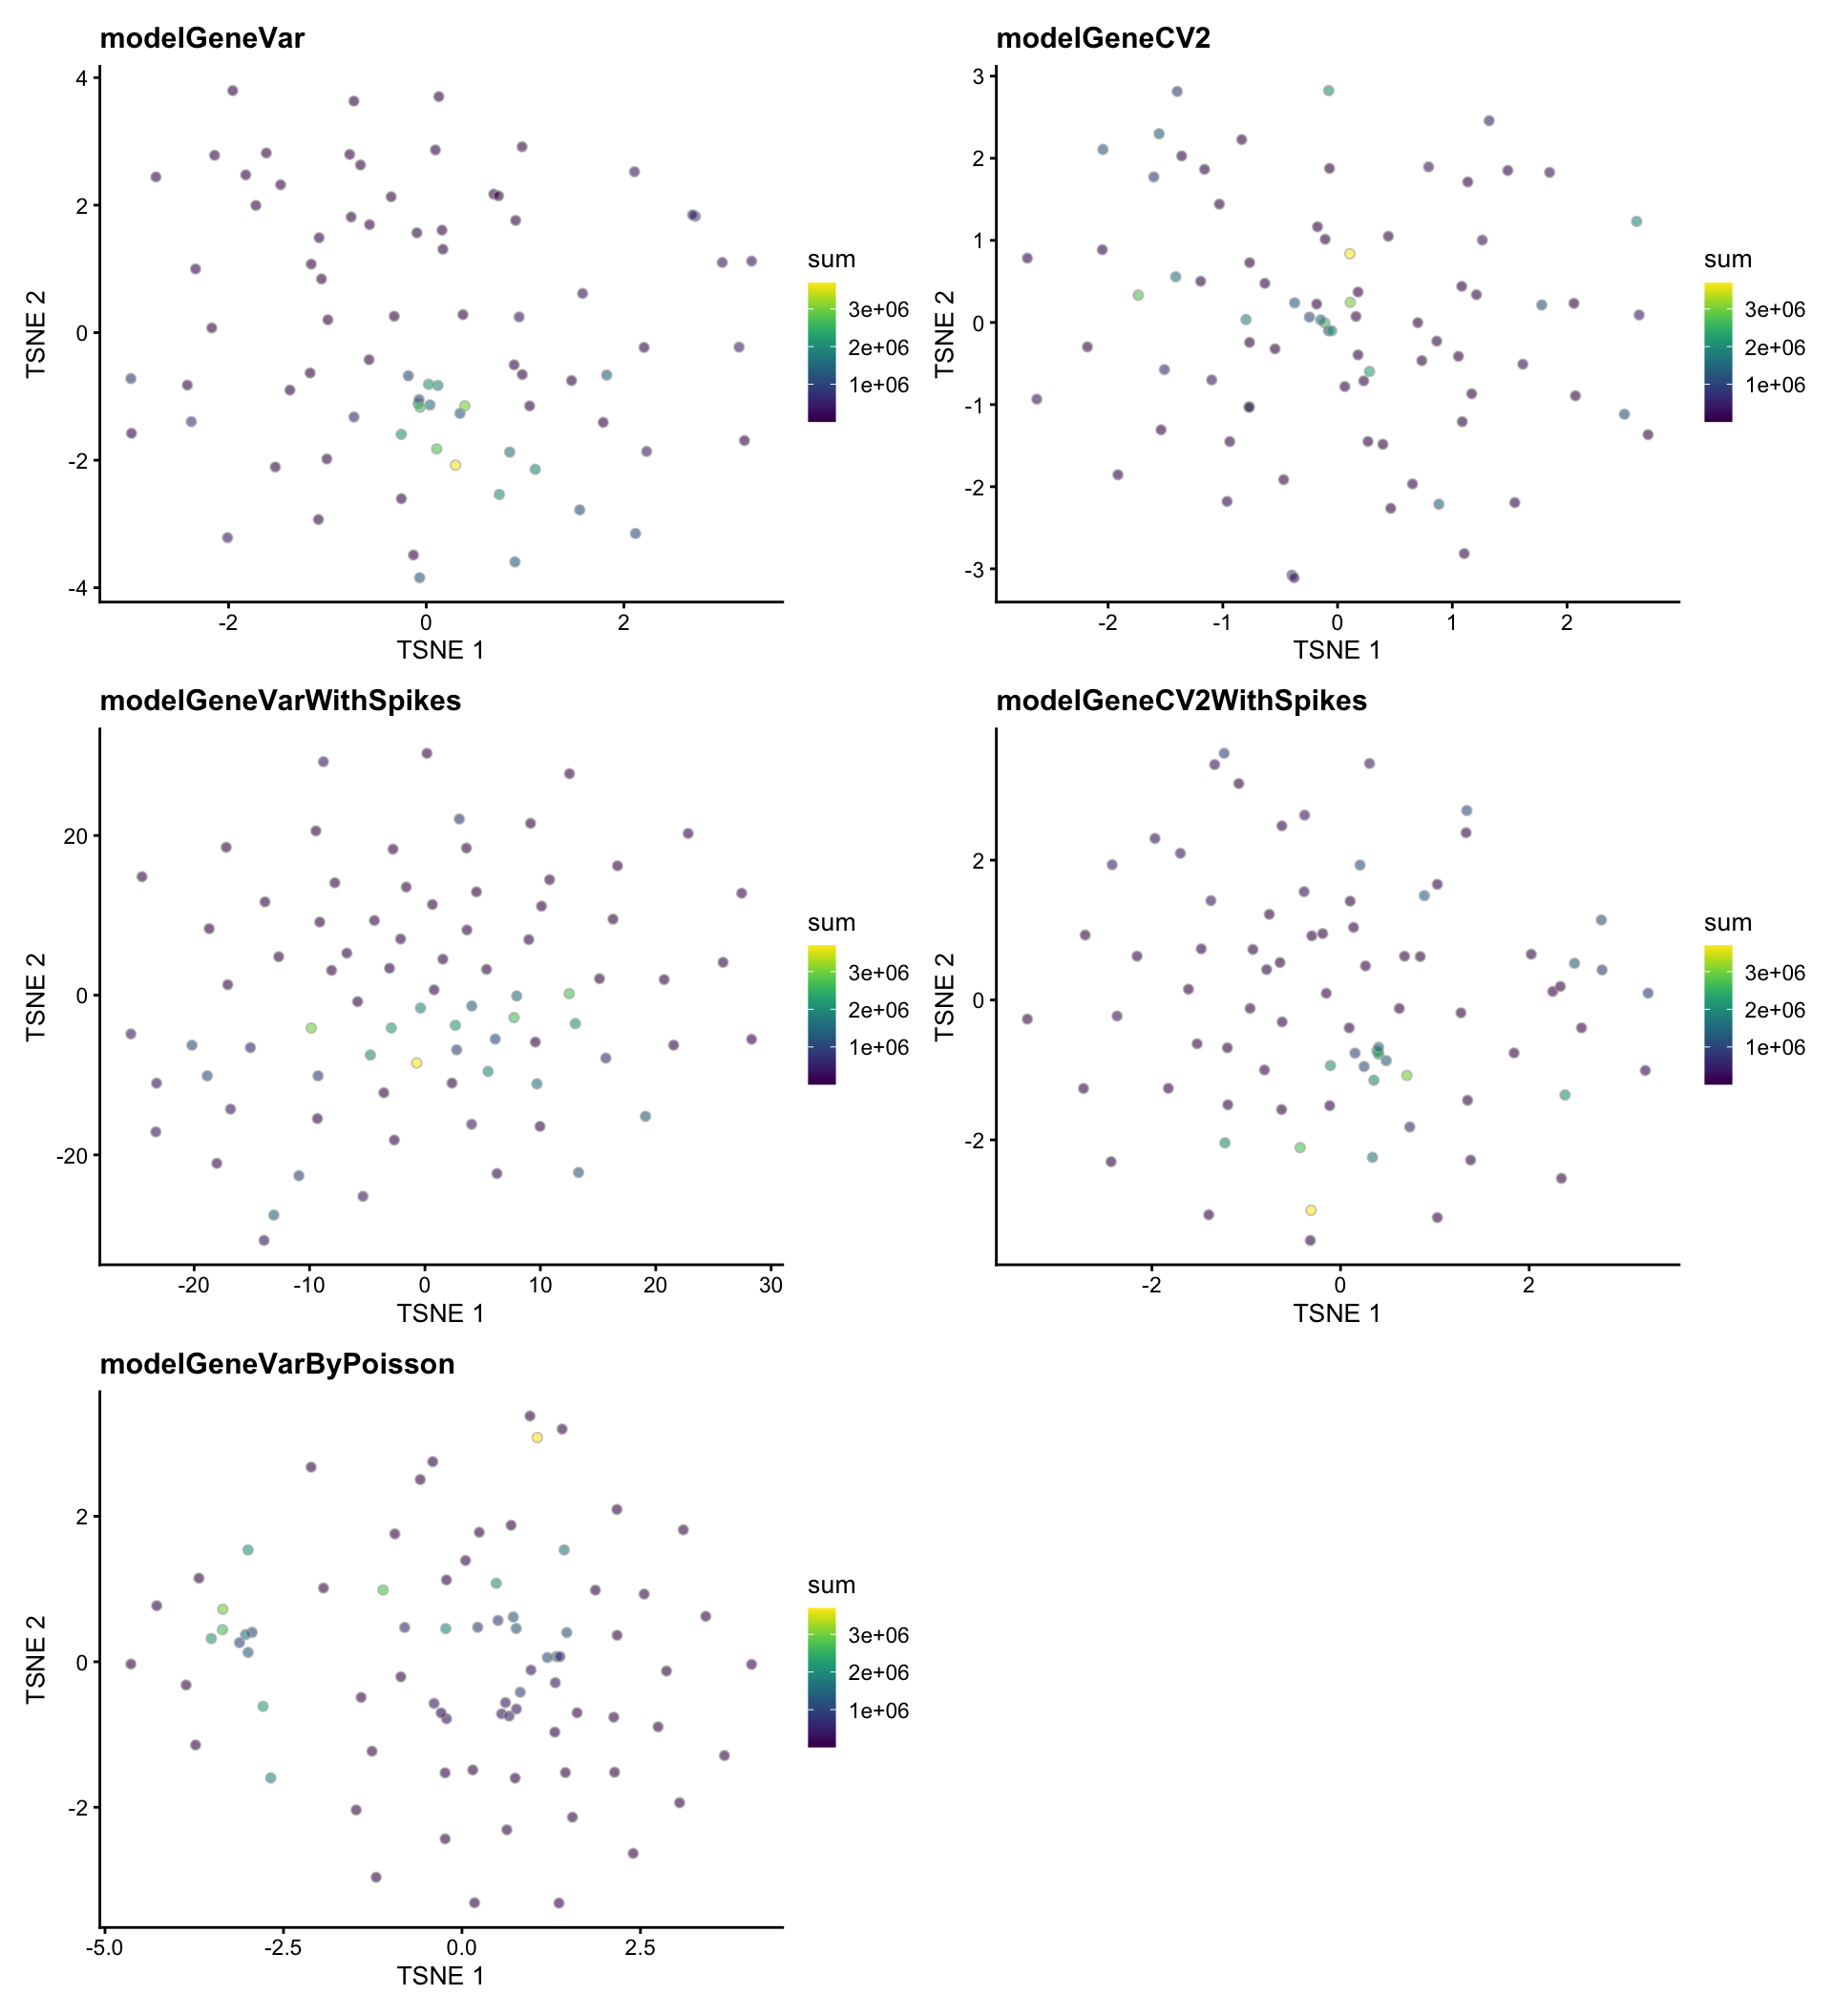 modelGeneVar
4
2
0
-2
-4
-2
0
2
TSNE 1
TSNE 2
sum
3e+06
2e+06
1e+06
modelGeneCV2
3
2
1
0
-1
-2
-3
-2
-1
0
1
2
TSNE 1
TSNE 2
sum
3e+06
2e+06
1e+06
modelGeneVarWithSpikes
20
0
-20
-20
-10
0
10
20
30
TSNE 1
TSNE 2
sum
3e+06
2e+06
1e+06
modelGeneCV2WithSpikes
2
0
-2
-2
0
2
TSNE 1
TSNE 2
sum
3e+06
2e+06
1e+06
modelGeneVarByPoisson
2
0
-2
-5.0
-2.5
0.0
2.5
TSNE 1
TSNE 2
sum
3e+06
2e+06
1e+06